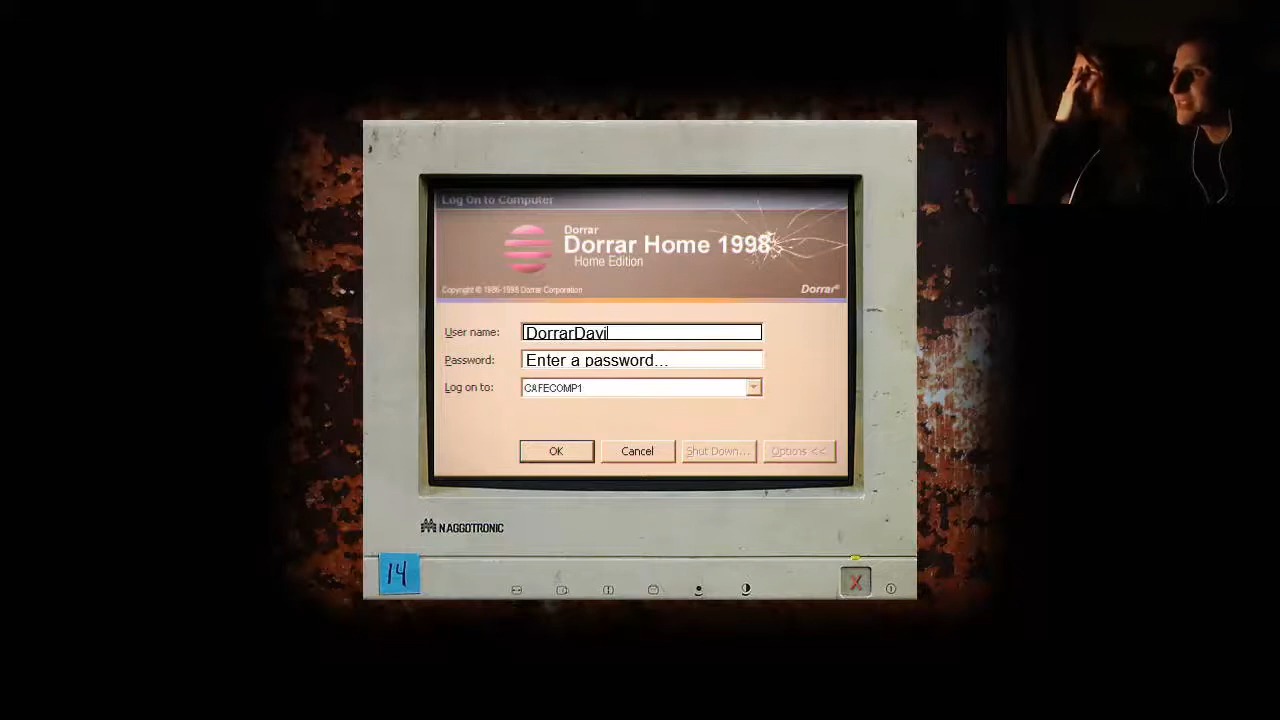 Log On to Computer
Dorrar
Dorrar Home 1998
Home Edition
Copyright © 1986-1998 Dorrar Corporation
Dorrar®
User name: DorrarDavi
Password: Enter a password...
Log on to: CAFECOMP1
OK Cancel Shut Down... Options <<
NAGGOTRONIC
14
X